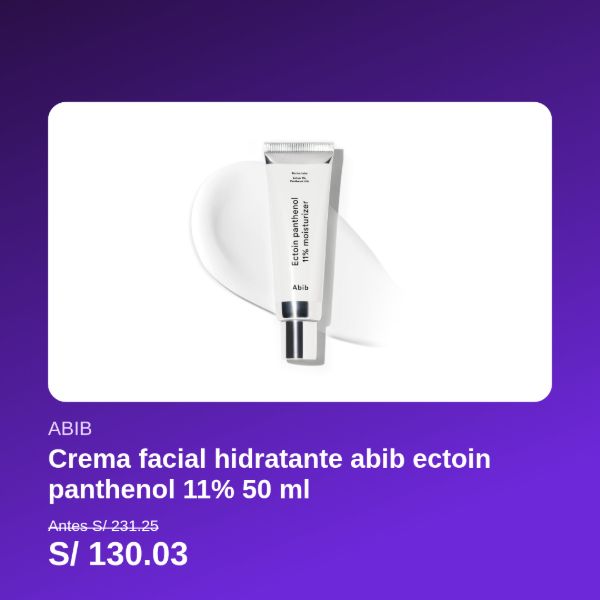 Ectoin panthenol
11% moisturizer
Abib
ABIB
Crema facial hidratante abib ectoin
panthenol 11% 50 ml
Antes S/ 231.25
S/ 130.03